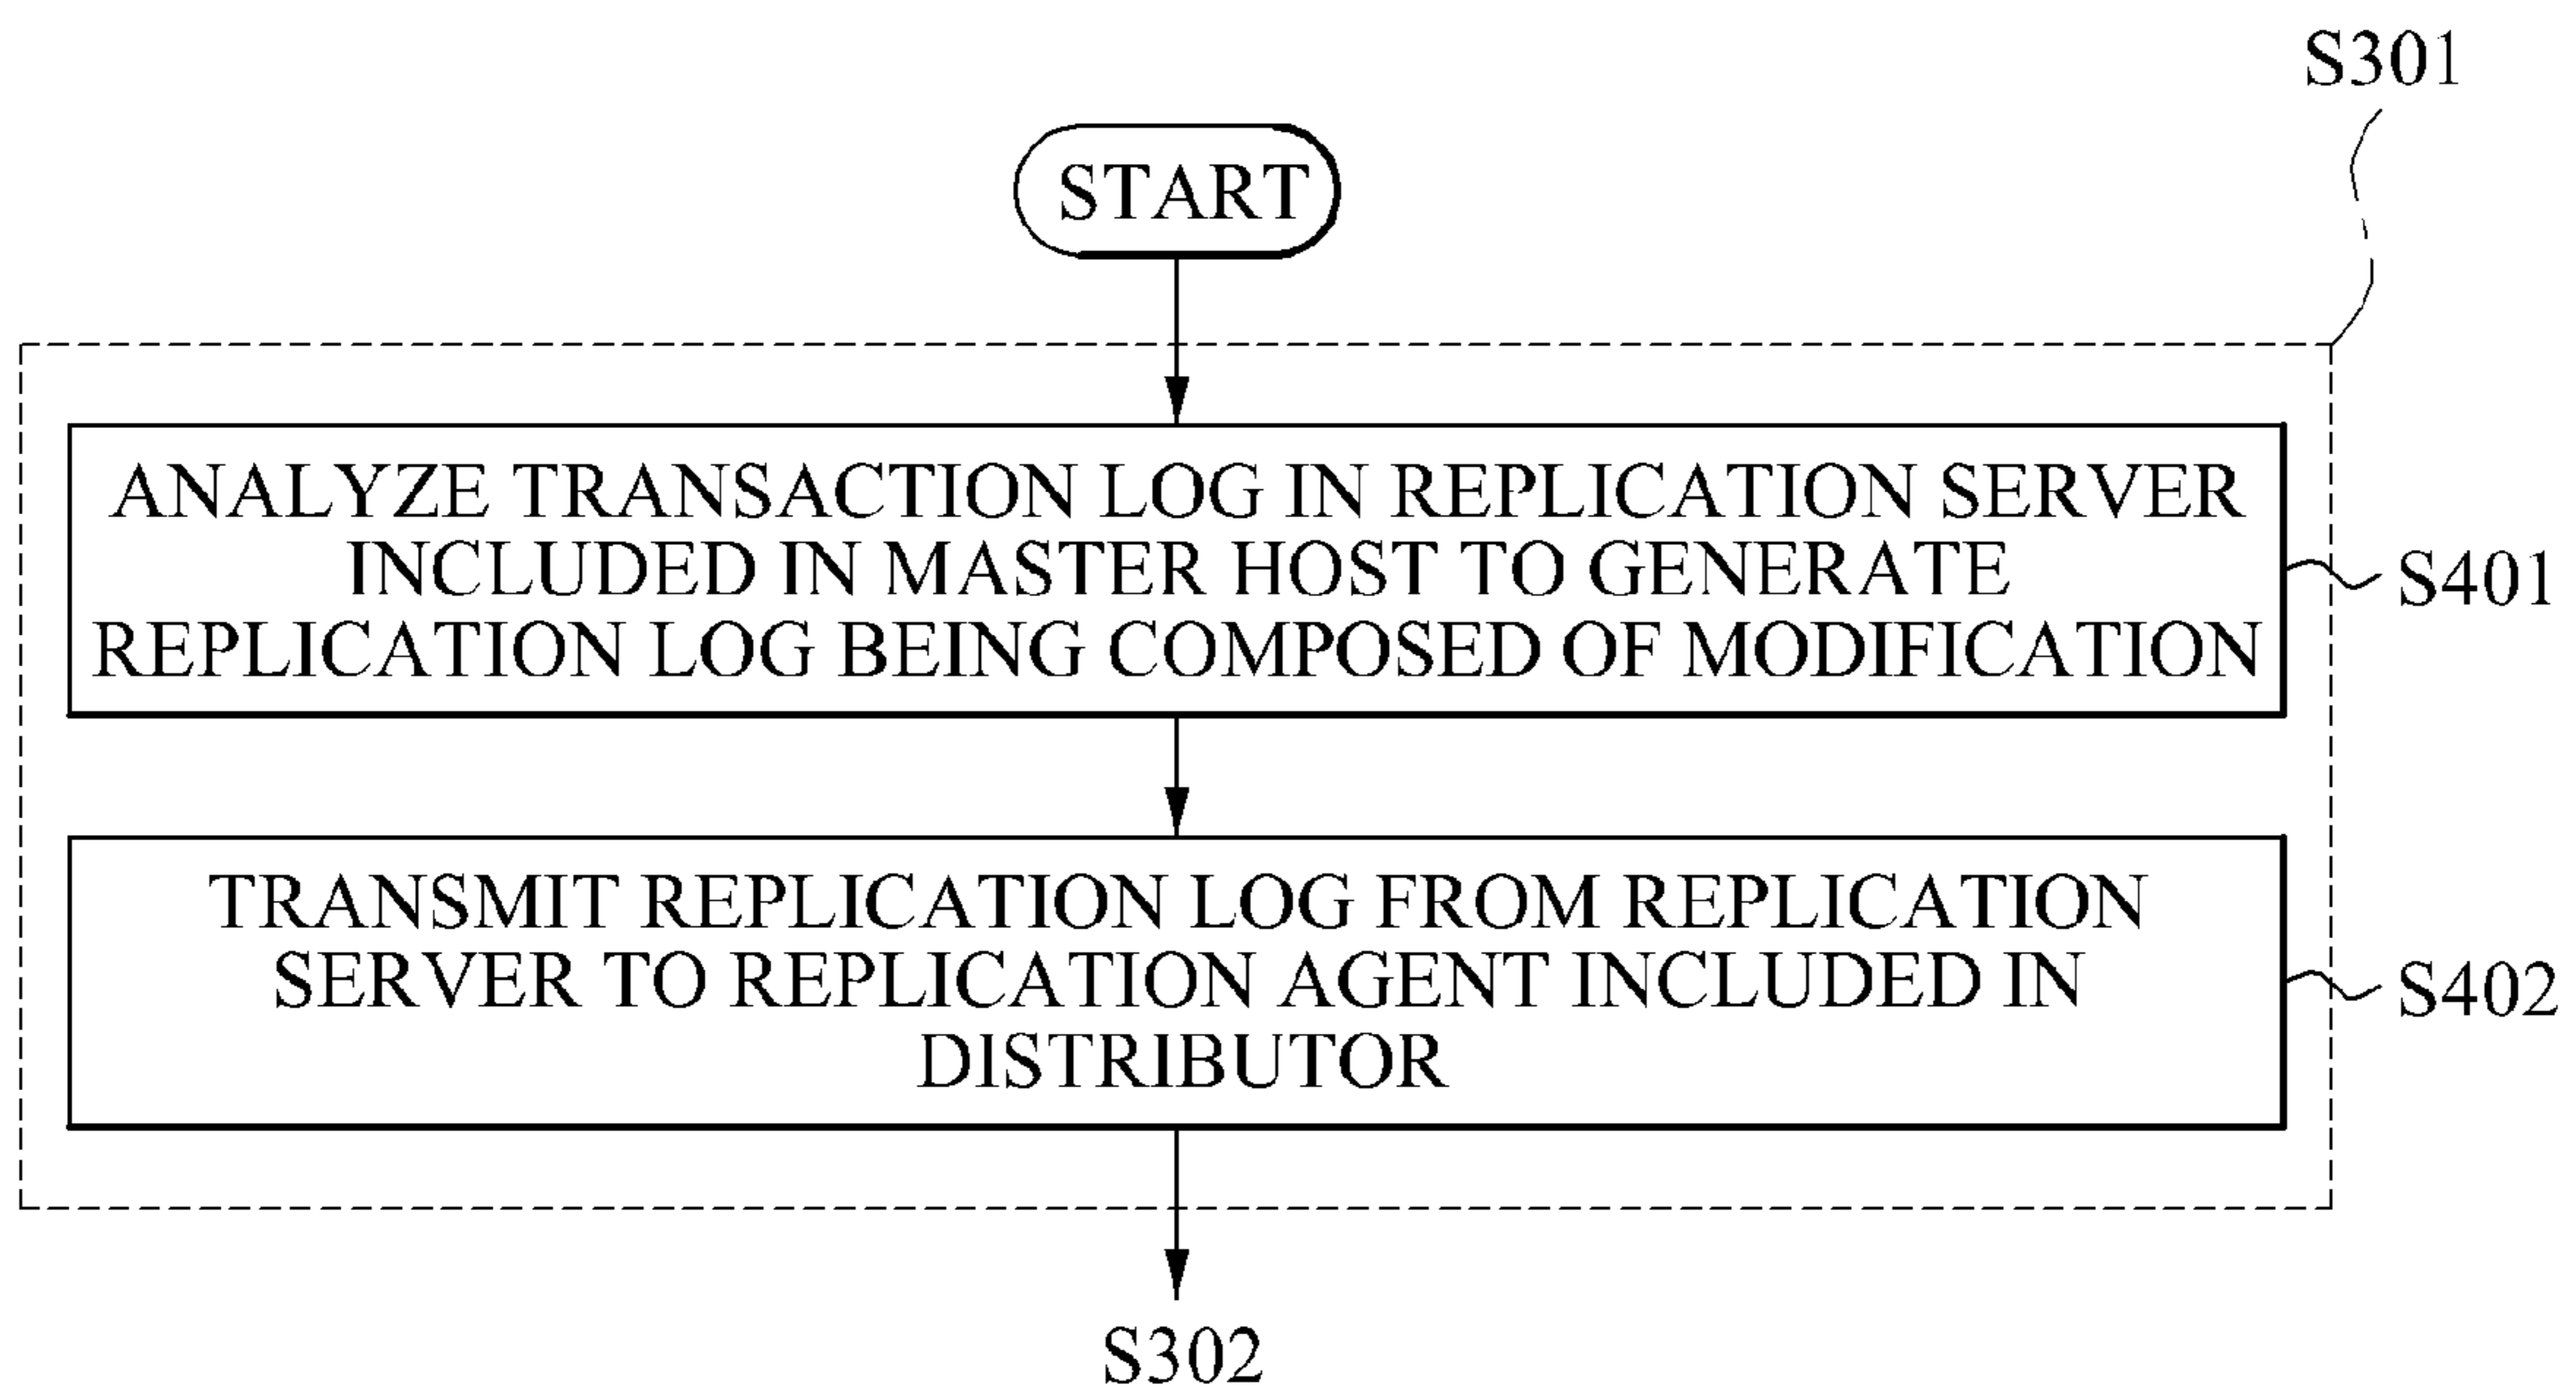 S301
START
ANALYZE TRANSACTION LOG IN REPLICATION SERVER
INCLUDED IN MASTER HOST TO GENERATE
REPLICATION LOG BEING COMPOSED OF MODIFICATION
S401
TRANSMIT REPLICATION LOG FROM REPLICATION
SERVER TO REPLICATION AGENT INCLUDED IN
DISTRIBUTOR
S402
S302